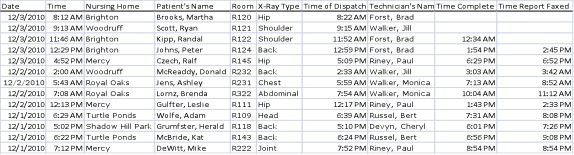 Date Time Nursing Home Patient's Name Room X-Ray Type Time of Dispatch Technician's Name Time Complete Time Report Faxed
12/3/2010 8:12 AM Brighton Brooks, Martha R120 Hip 8:22 AM Forst, Brad
12/3/2010 9:13 AM Woodruff Scott, Ryan R121 Shoulder 9:15 AM Walker, Jill
12/3/2010 11:46 AM Brighton Kipp, Randal R122 Shoulder 11:52 AM Forst, Brad 12:34 AM
12/3/2010 12:29 PM Brighton Johns, Peter R124 Back 12:59 PM Forst, Brad 1:54 PM 2:45 PM
12/3/2010 4:52 PM Mercy Czech, Ralf R145 Hip 5:09 PM Riney, Paul 6:29 PM 6:52 PM
12/2/2010 2:00 AM Woodruff McReaddy, Donald R232 Back 2:33 AM Walker, Jill 3:03 AM 3:42 AM
12/2/2010 5:43 AM Royal Oaks Jens, Ashley R231 Chest 5:59 AM Walker, Monica 7:13 AM 8:52 AM
12/2/2010 7:08 AM Royal Oaks Lornz, Brenda R322 Abdominal 7:54 AM Walker, Monica 10:04 AM 11:12 AM
12/2/2010 12:13 PM Mercy Gulfter, Leslie R111 Hip 12:17 PM Riney, Paul 1:43 PM 2:33 PM
12/1/2010 6:29 AM Turtle Ponds Wolfe, Adam R109 Head 6:39 AM Russel, Bert 7:31 AM 8:08 PM
12/1/2010 5:02 PM Shadow Hill Park Grumfster, Herald R118 Back 5:10 PM Devyn, Cheryl 6:01 PM 7:26 PM
12/1/2010 6:22 PM Turtle Ponds McBride, Kat R143 Back 6:24 PM Russel, Bert 6:56 PM 9:08 PM
12/1/2010 7:12 PM Mercy DeWitt, Mike R222 Joint 7:52 PM Riney, Paul 8:54 PM 8:54 PM